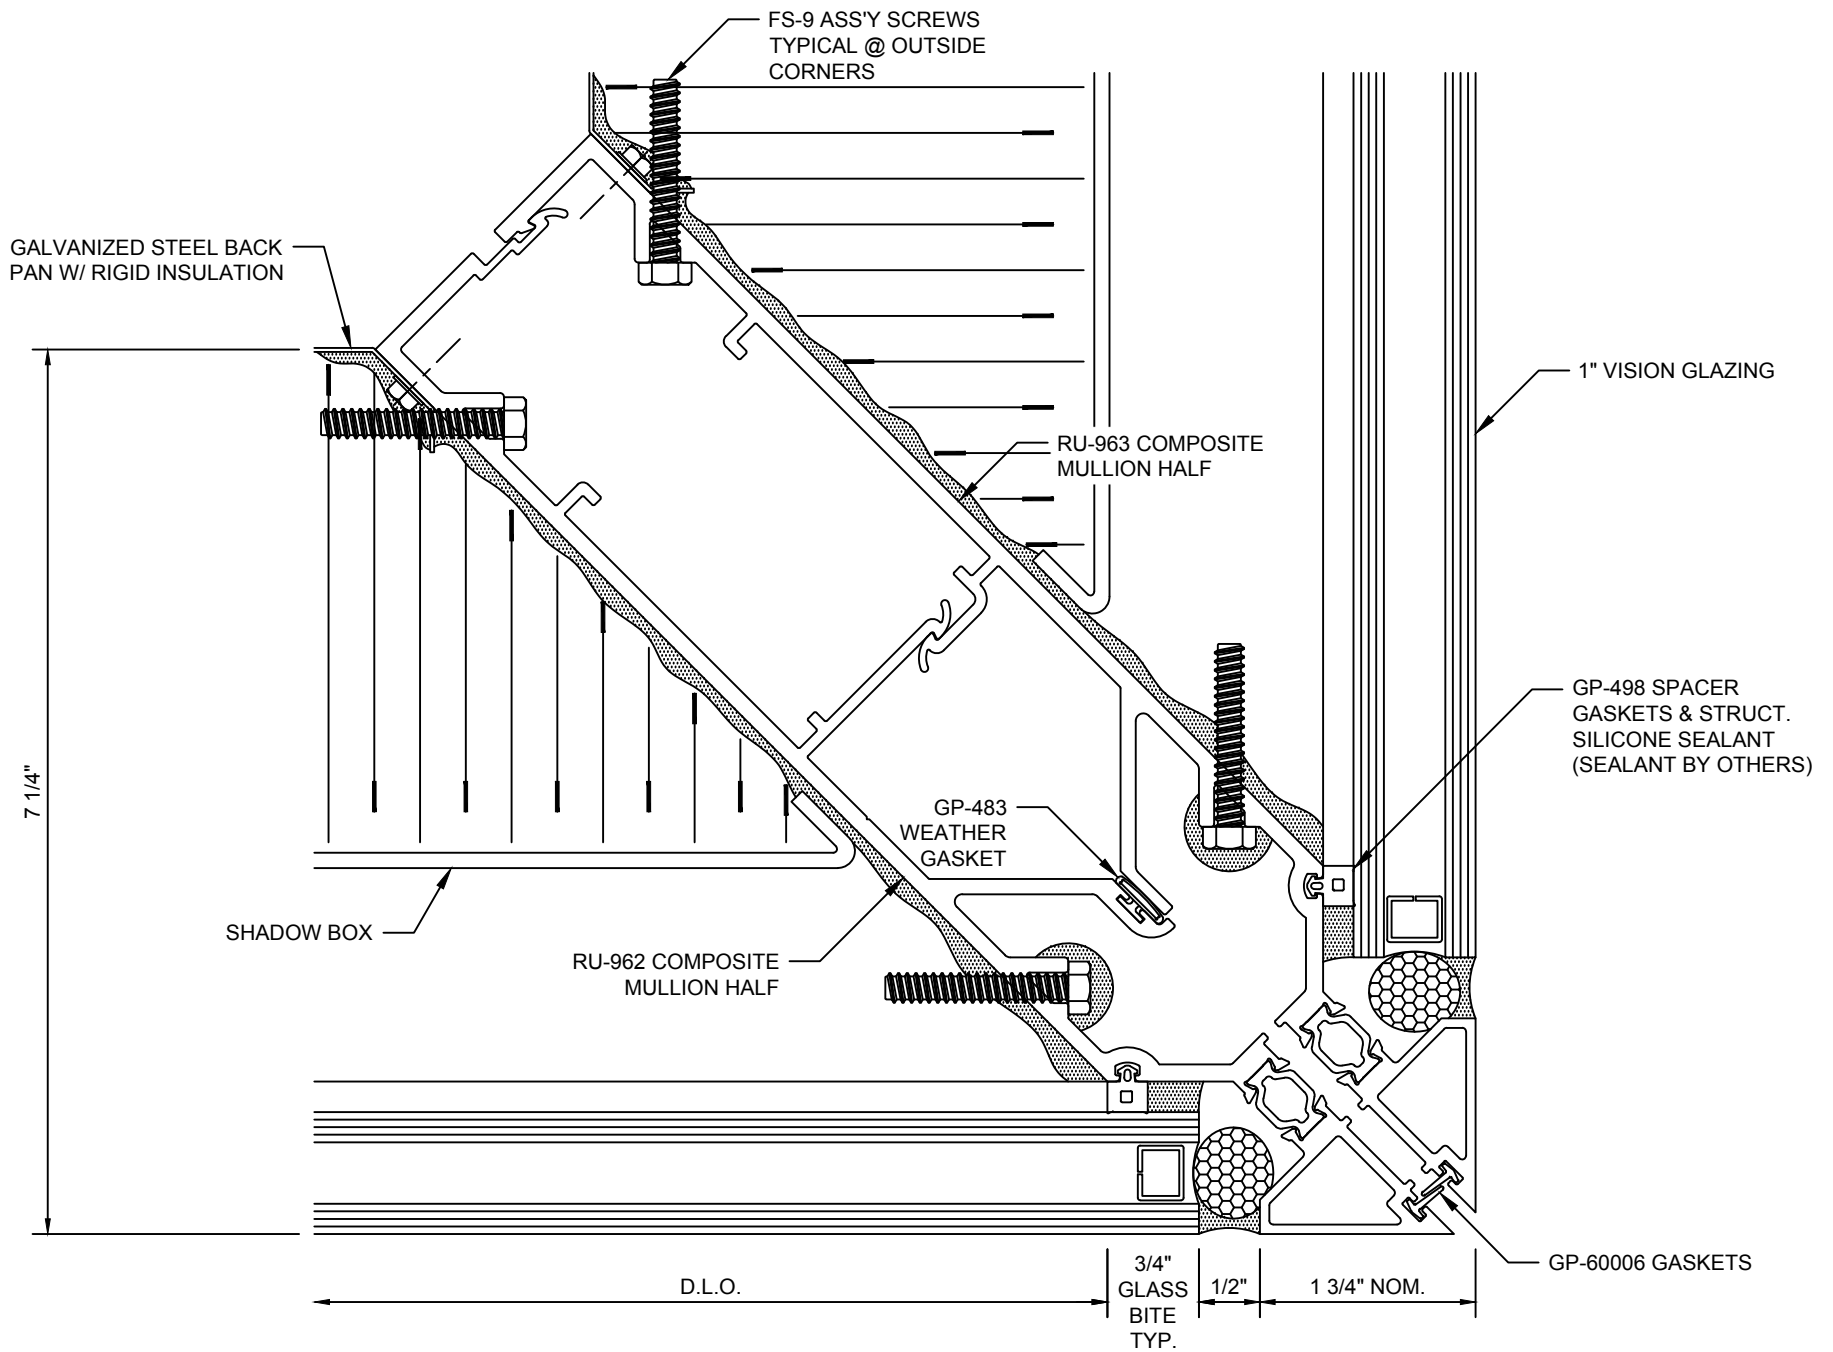 FS-9 ASS'Y SCREWS
TYPICAL @ OUTSIDE
CORNERS
GALVANIZED STEEL BACK
PAN W/ RIGID INSULATION
1" VISION GLAZING
RU-963 COMPOSITE
MULLION HALF
GP-498 SPACER
GASKETS & STRUCT.
SILICONE SEALANT
(SEALANT BY OTHERS)
7 1/4"
GP-483
WEATHER
GASKET
SHADOW BOX
RU-962 COMPOSITE
MULLION HALF
GP-60006 GASKETS
D.L.O.
3/4"
GLASS
BITE
TYP.
1/2"
1 3/4" NOM.